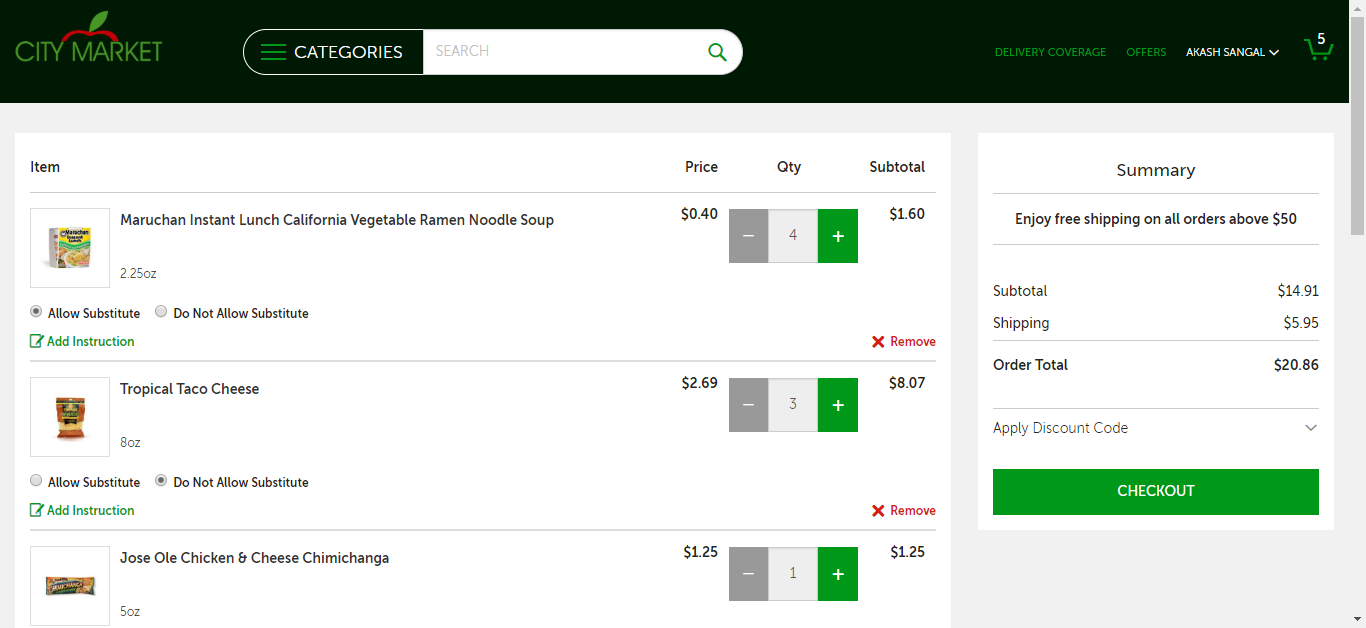 CITY MARKET
CATEGORIES
SEARCH
DELIVERY COVERAGE OFFERS AKASH SANGAL 5
Item Price Qty Subtotal
Maruchan Instant Lunch California Vegetable Ramen Noodle Soup $0.40 − 4 + $1.60
2.25oz
Allow Substitute Do Not Allow Substitute
Add Instruction Remove
Tropical Taco Cheese $2.69 − 3 + $8.07
8oz
Allow Substitute Do Not Allow Substitute
Add Instruction Remove
Jose Ole Chicken & Cheese Chimichanga $1.25 − 1 + $1.25
5oz
Summary
Enjoy free shipping on all orders above $50
Subtotal $14.91
Shipping $5.95
Order Total $20.86
Apply Discount Code
CHECKOUT